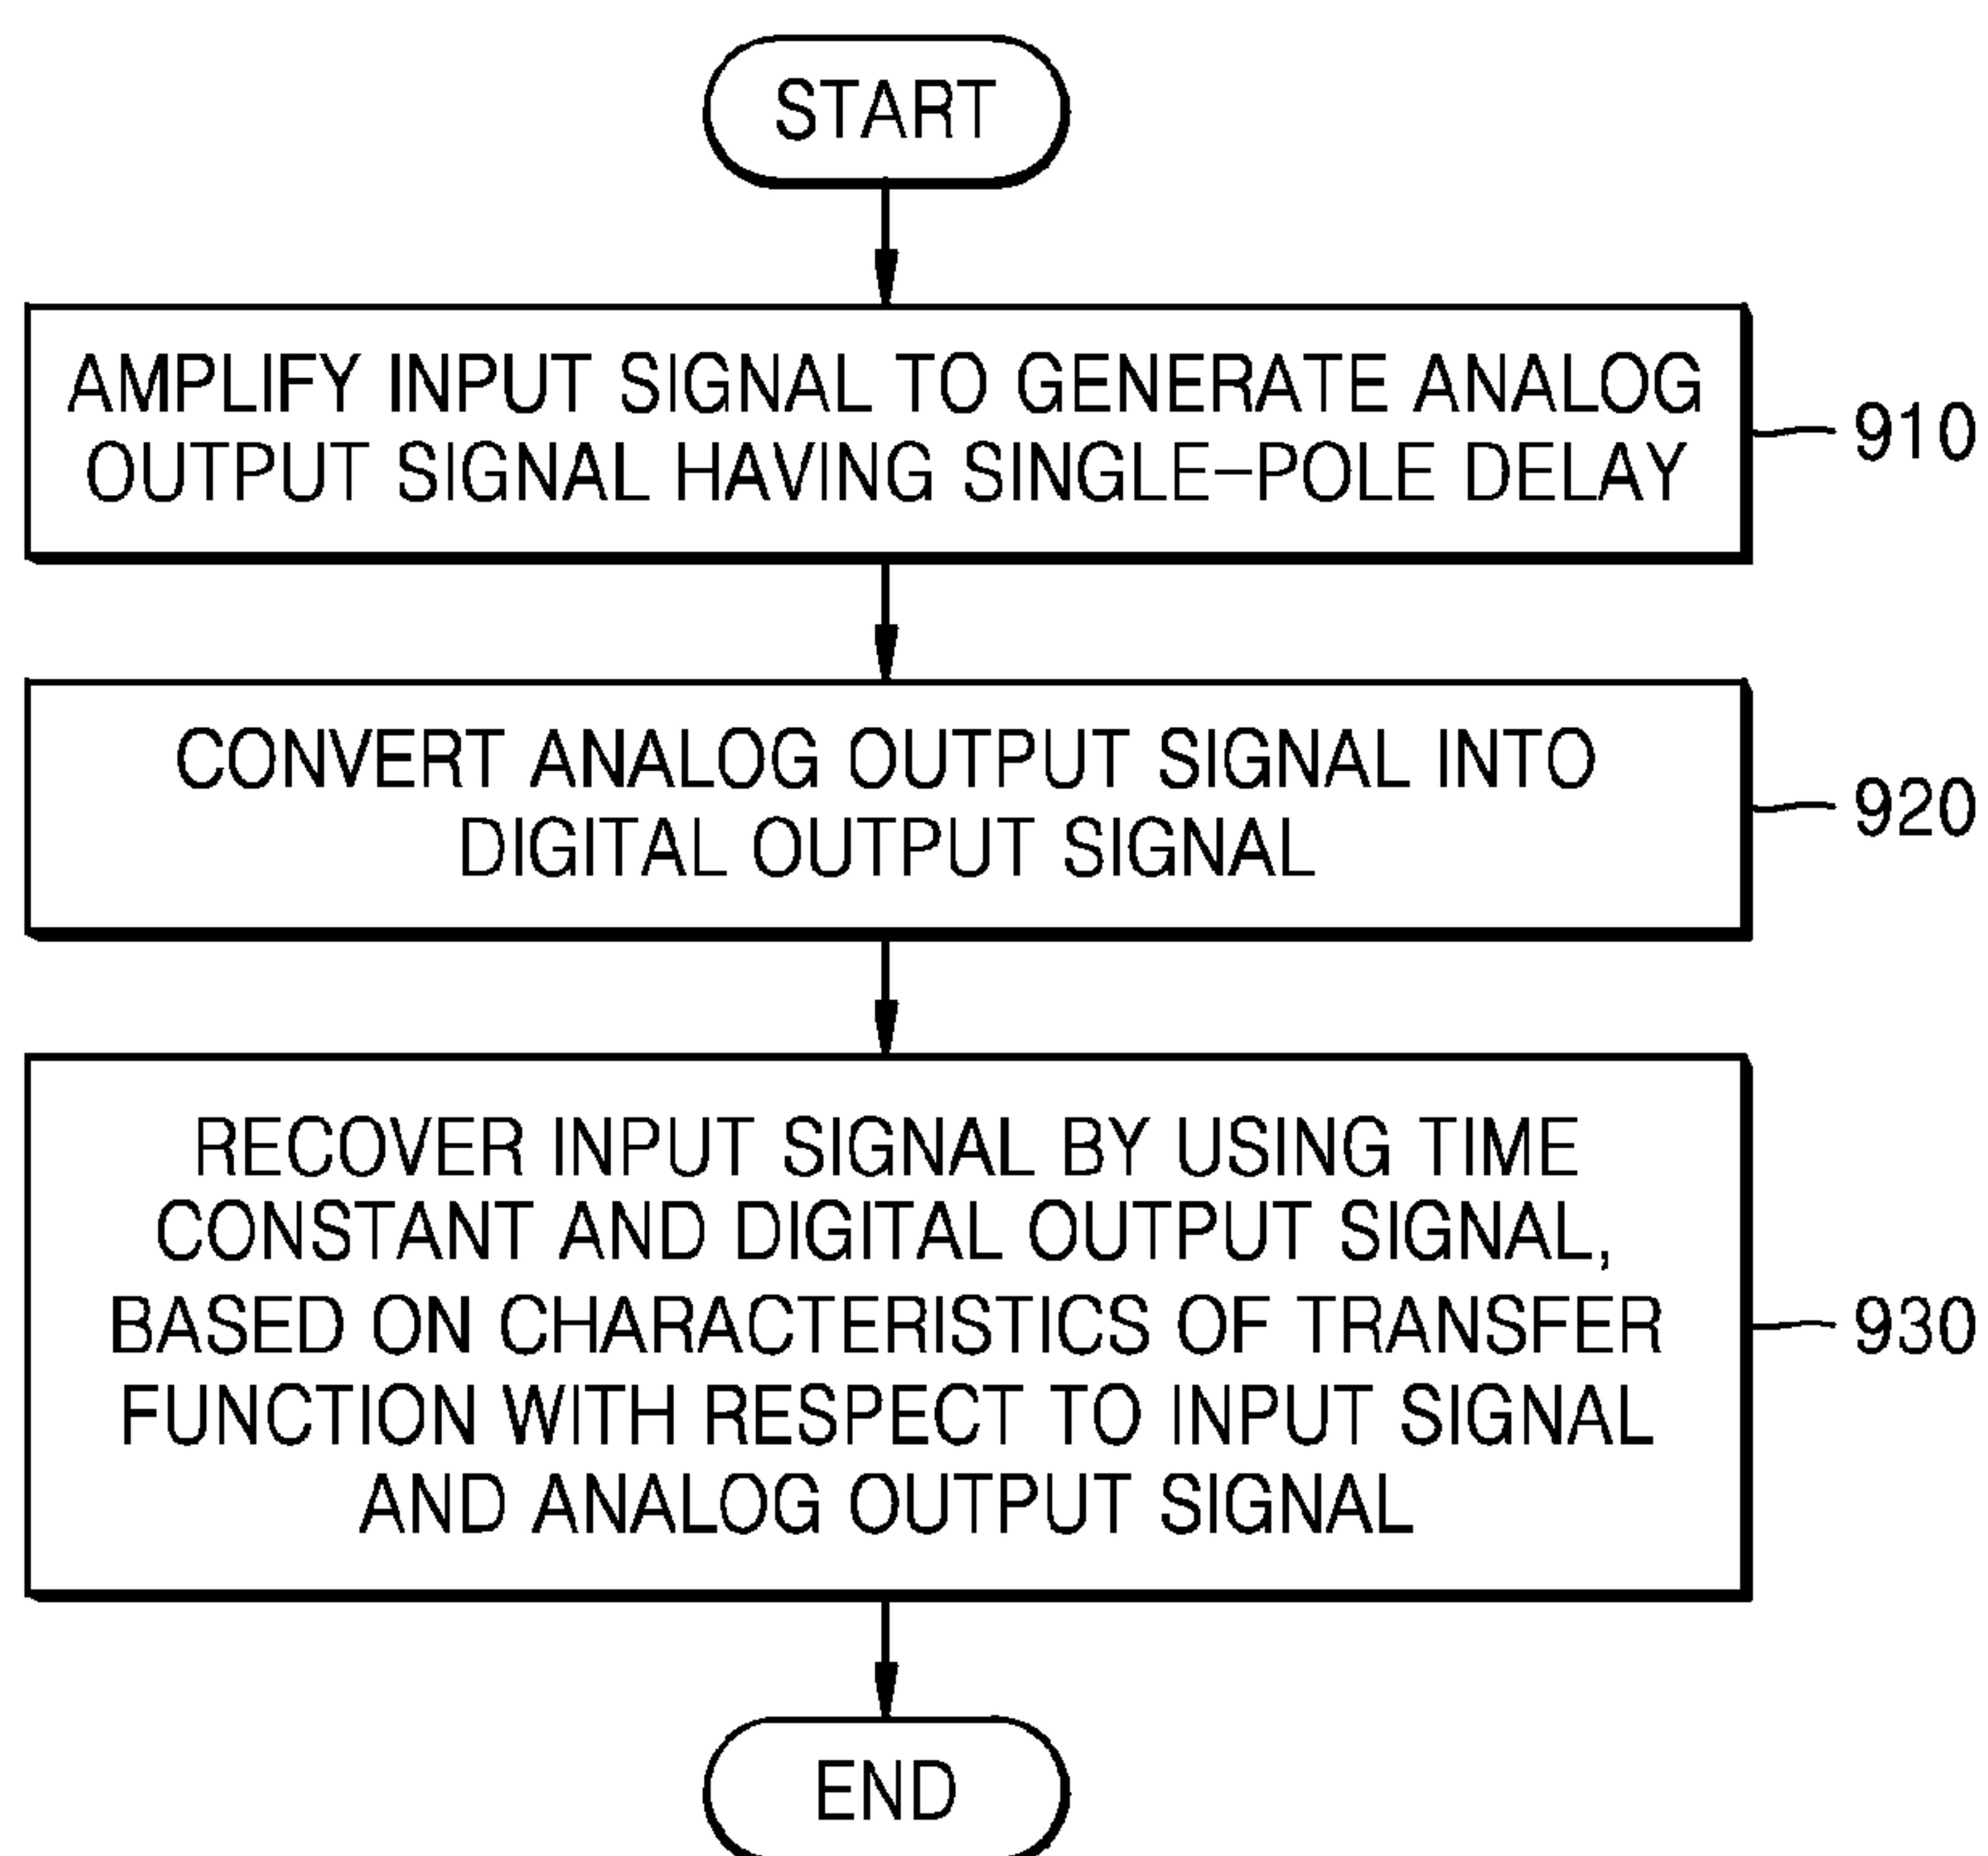 START
AMPLIFY INPUT SIGNAL TO GENERATE ANALOG
OUTPUT SIGNAL HAVING SINGLE-POLE DELAY
910
CONVERT ANALOG OUTPUT SIGNAL INTO
DIGITAL OUTPUT SIGNAL
920
RECOVER INPUT SIGNAL BY USING TIME
CONSTANT AND DIGITAL OUTPUT SIGNAL,
BASED ON CHARACTERISTICS OF TRANSFER
FUNCTION WITH RESPECT TO INPUT SIGNAL
AND ANALOG OUTPUT SIGNAL
930
END